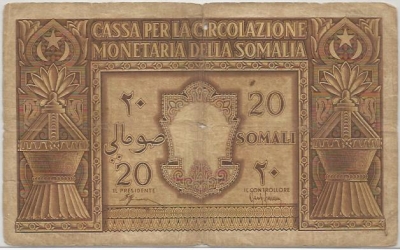 CASSA PER LA CIRCOLAZIONE
MONETARIA DELLA SOMALIA
٢٠ 20
صومالي SOMALI
20 ٢٠
IL PRESIDENTE IL CONTROLLORE